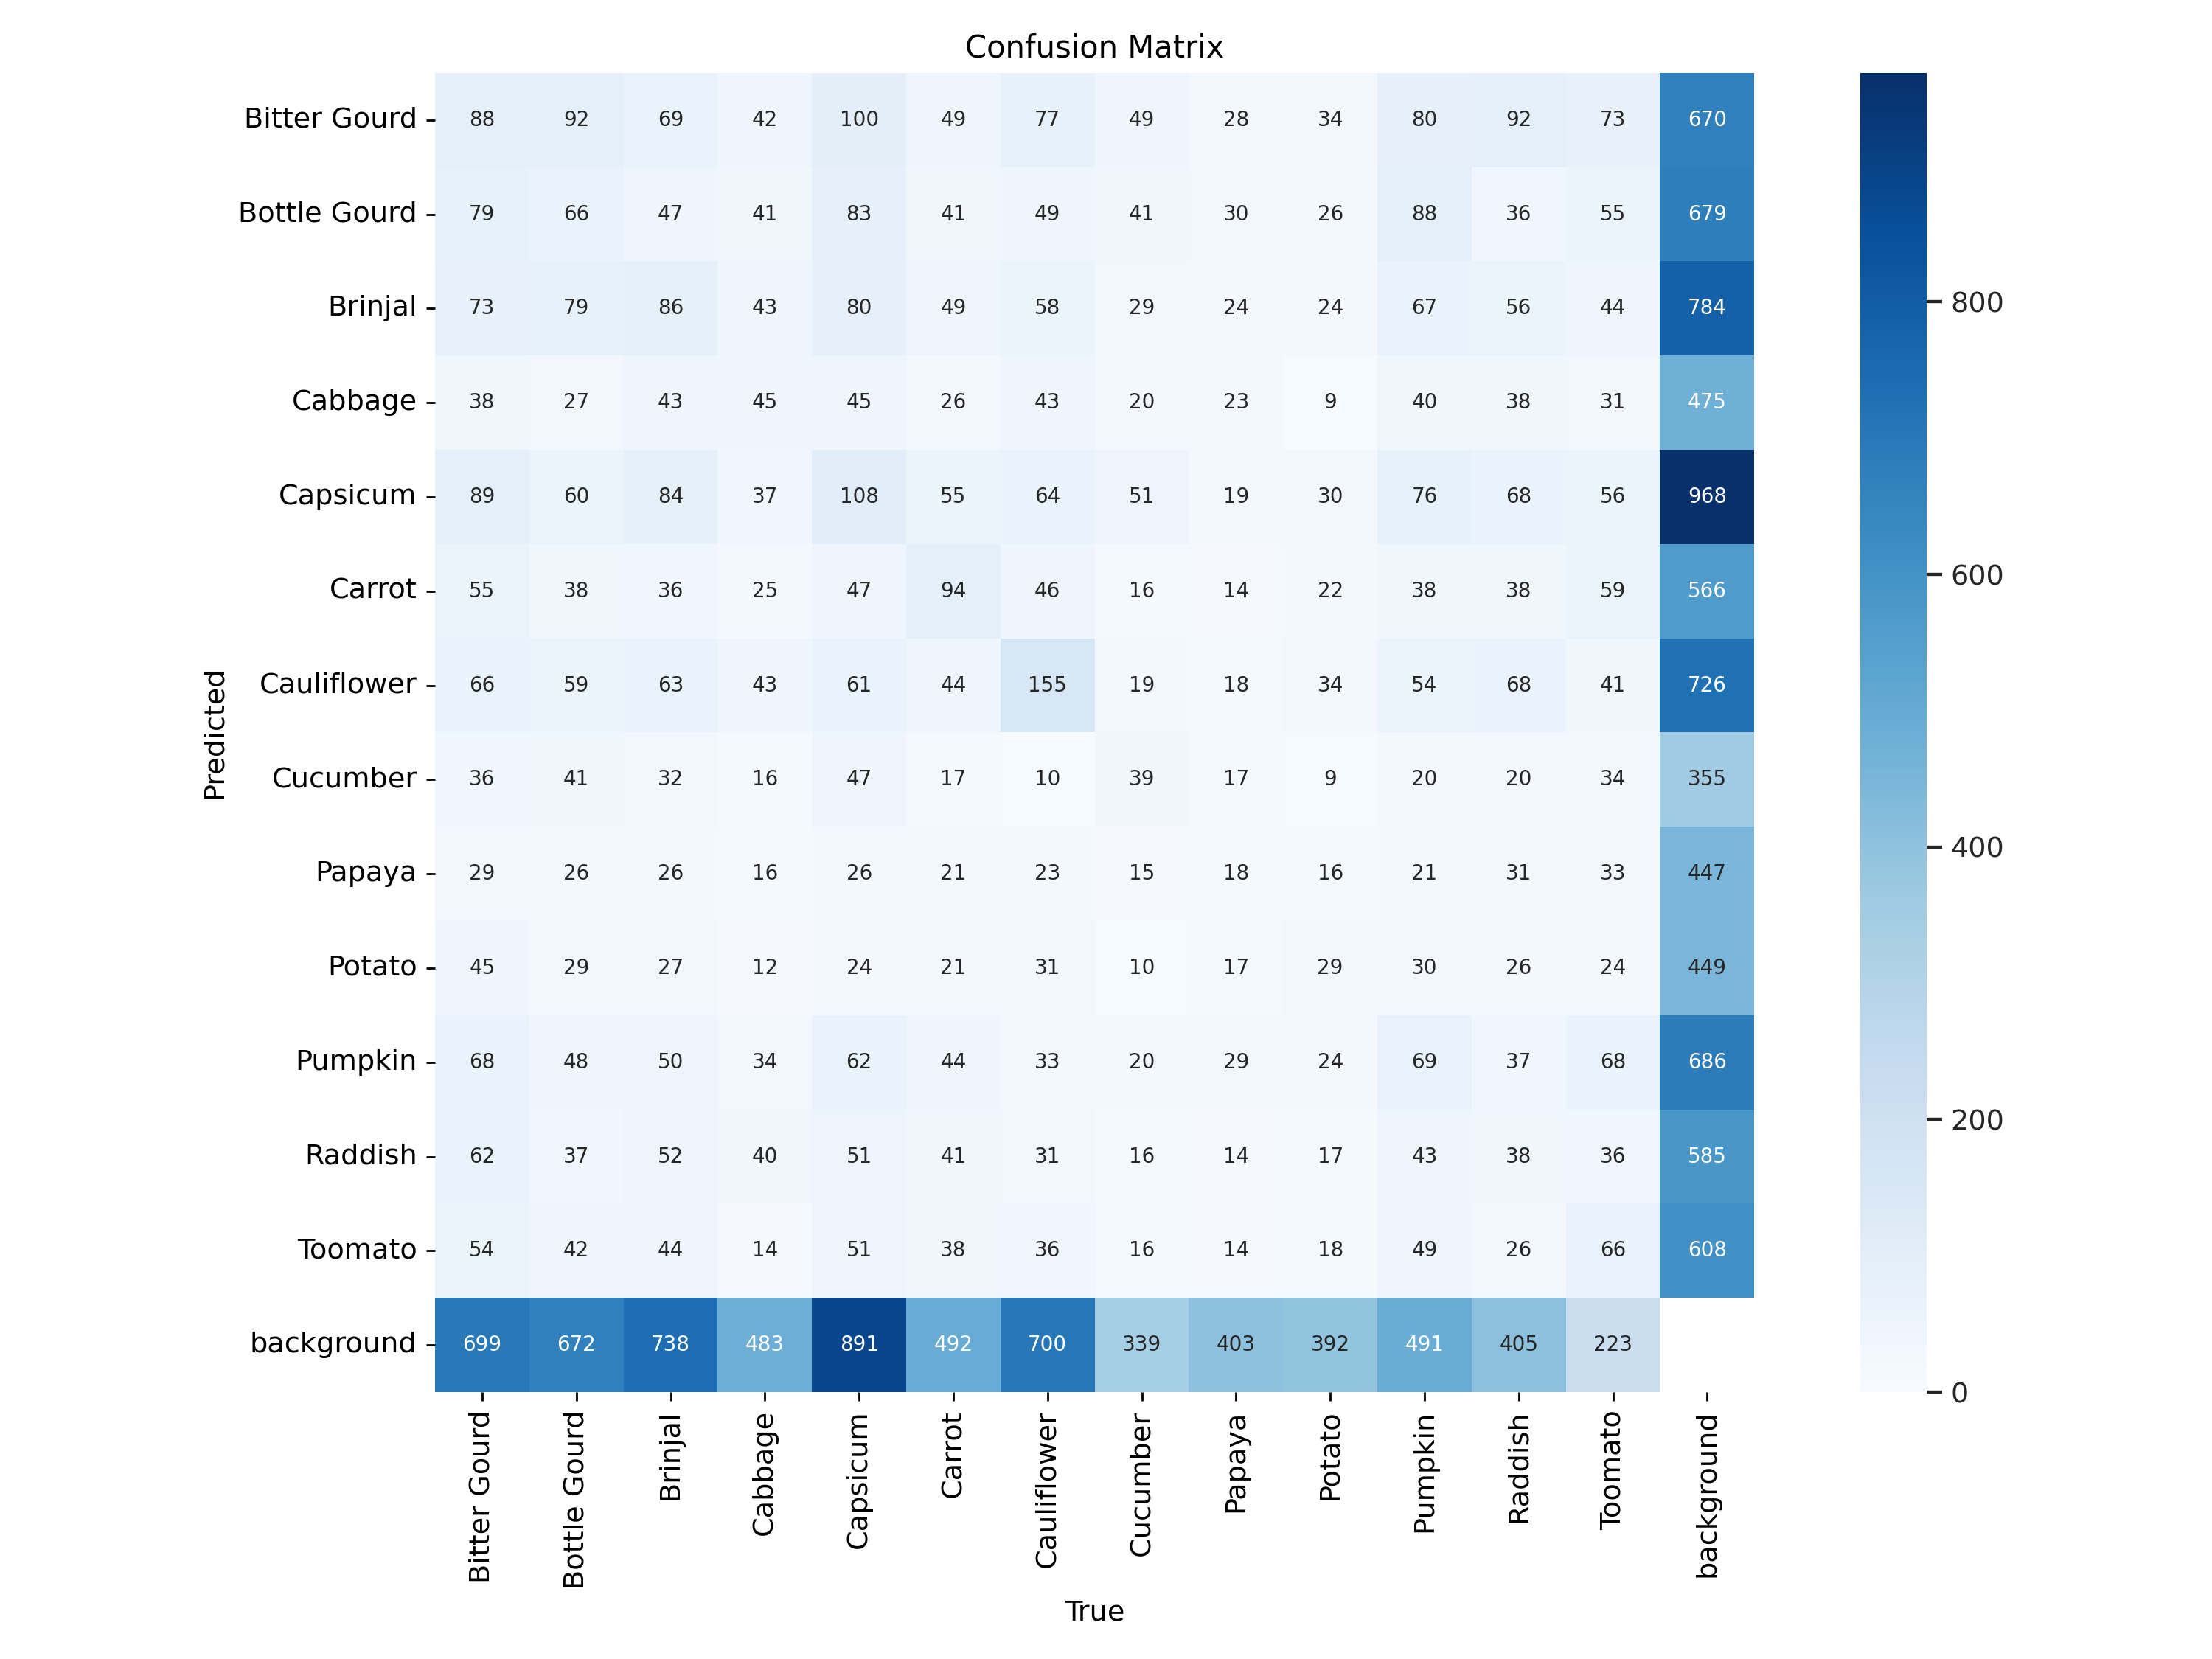 Confusion Matrix
Bitter Gourd 88 92 69 42 100 49 77 49 28 34 80 92 73 670
Bottle Gourd 79 66 47 41 83 41 49 41 30 26 88 36 55 679
Brinjal 73 79 86 43 80 49 58 29 24 24 67 56 44 784
Cabbage 38 27 43 45 45 26 43 20 23 9 40 38 31 475
Capsicum 89 60 84 37 108 55 64 51 19 30 76 68 56 968
Carrot 55 38 36 25 47 94 46 16 14 22 38 38 59 566
Cauliflower 66 59 63 43 61 44 155 19 18 34 54 68 41 726
Cucumber 36 41 32 16 47 17 10 39 17 9 20 20 34 355
Papaya 29 26 26 16 26 21 23 15 18 16 21 31 33 447
Potato 45 29 27 12 24 21 31 10 17 29 30 26 24 449
Pumpkin 68 48 50 34 62 44 33 20 29 24 69 37 68 686
Raddish 62 37 52 40 51 41 31 16 14 17 43 38 36 585
Toomato 54 42 44 14 51 38 36 16 14 18 49 26 66 608
background 699 672 738 483 891 492 700 339 403 392 491 405 223
Predicted
Bitter Gourd
Bottle Gourd
Brinjal
Cabbage
Capsicum
Carrot
Cauliflower
Cucumber
Papaya
Potato
Pumpkin
Raddish
Toomato
background
True
800
600
400
200
0